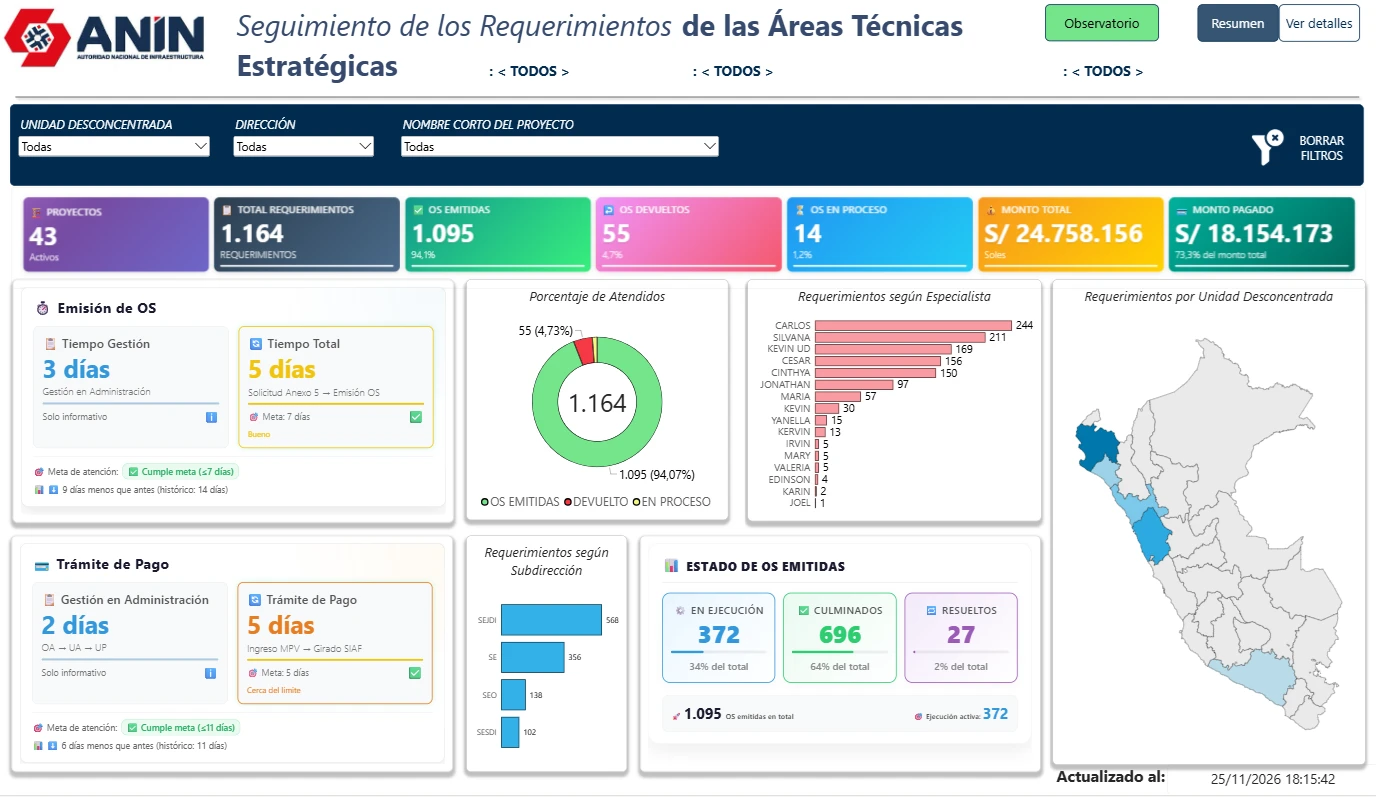 ANIN
AUTORIDAD NACIONAL DE INFRAESTRUCTURA
Seguimiento de los Requerimientos de las Áreas Técnicas
Estratégicas
: < TODOS >
: < TODOS >
: < TODOS >
Observatorio
Resumen
Ver detalles
UNIDAD DESCONCENTRADA
Todas
DIRECCIÓN
Todas
NOMBRE CORTO DEL PROYECTO
Todas
BORRAR
FILTROS
PROYECTOS
43
Activos
TOTAL REQUERIMIENTOS
1.164
REQUERIMIENTOS
OS EMITIDAS
1.095
94,1%
OS DEVUELTOS
55
4,7%
OS EN PROCESO
14
1,2%
MONTO TOTAL
S/ 24.758.156
Soles
MONTO PAGADO
S/ 18.154.173
73,3% del monto total
Emisión de OS
Tiempo Gestión
3 días
Gestión en Administración
Solo informativo
Tiempo Total
5 días
Solicitud Anexo 5 → Emisión OS
Meta: 7 días
Bueno
Meta de atención: Cumple meta (≤7 días)
9 días menos que antes (histórico: 14 días)
Porcentaje de Atendidos
55 (4,73%)
1.164
1.095 (94,07%)
OS EMITIDAS DEVUELTO EN PROCESO
Requerimientos según Especialista
CARLOS 244
SILVANA 211
KEVIN UD 169
CESAR 156
CINTHYA 150
JONATHAN 97
MARIA 57
KEVIN 30
YANELLA 15
KERVIN 13
IRVIN 5
MARY 5
VALERIA 5
EDINSON 4
KARIN 2
JOEL 1
Requerimientos por Unidad Desconcentrada
Trámite de Pago
Gestión en Administración
2 días
OA → UA → UP
Solo informativo
Trámite de Pago
5 días
Ingreso MPV → Girado SIAF
Meta: 5 días
Cerca del límite
Meta de atención: Cumple meta (≤11 días)
6 días menos que antes (histórico: 11 días)
Requerimientos según
Subdirección
SEJDI 568
SE 356
SEO 138
SESDI 102
ESTADO DE OS EMITIDAS
EN EJECUCIÓN
372
34% del total
CULMINADOS
696
64% del total
RESUELTOS
27
2% del total
1.095 OS emitidas en total
Ejecución activa: 372
Actualizado al: 25/11/2026 18:15:42